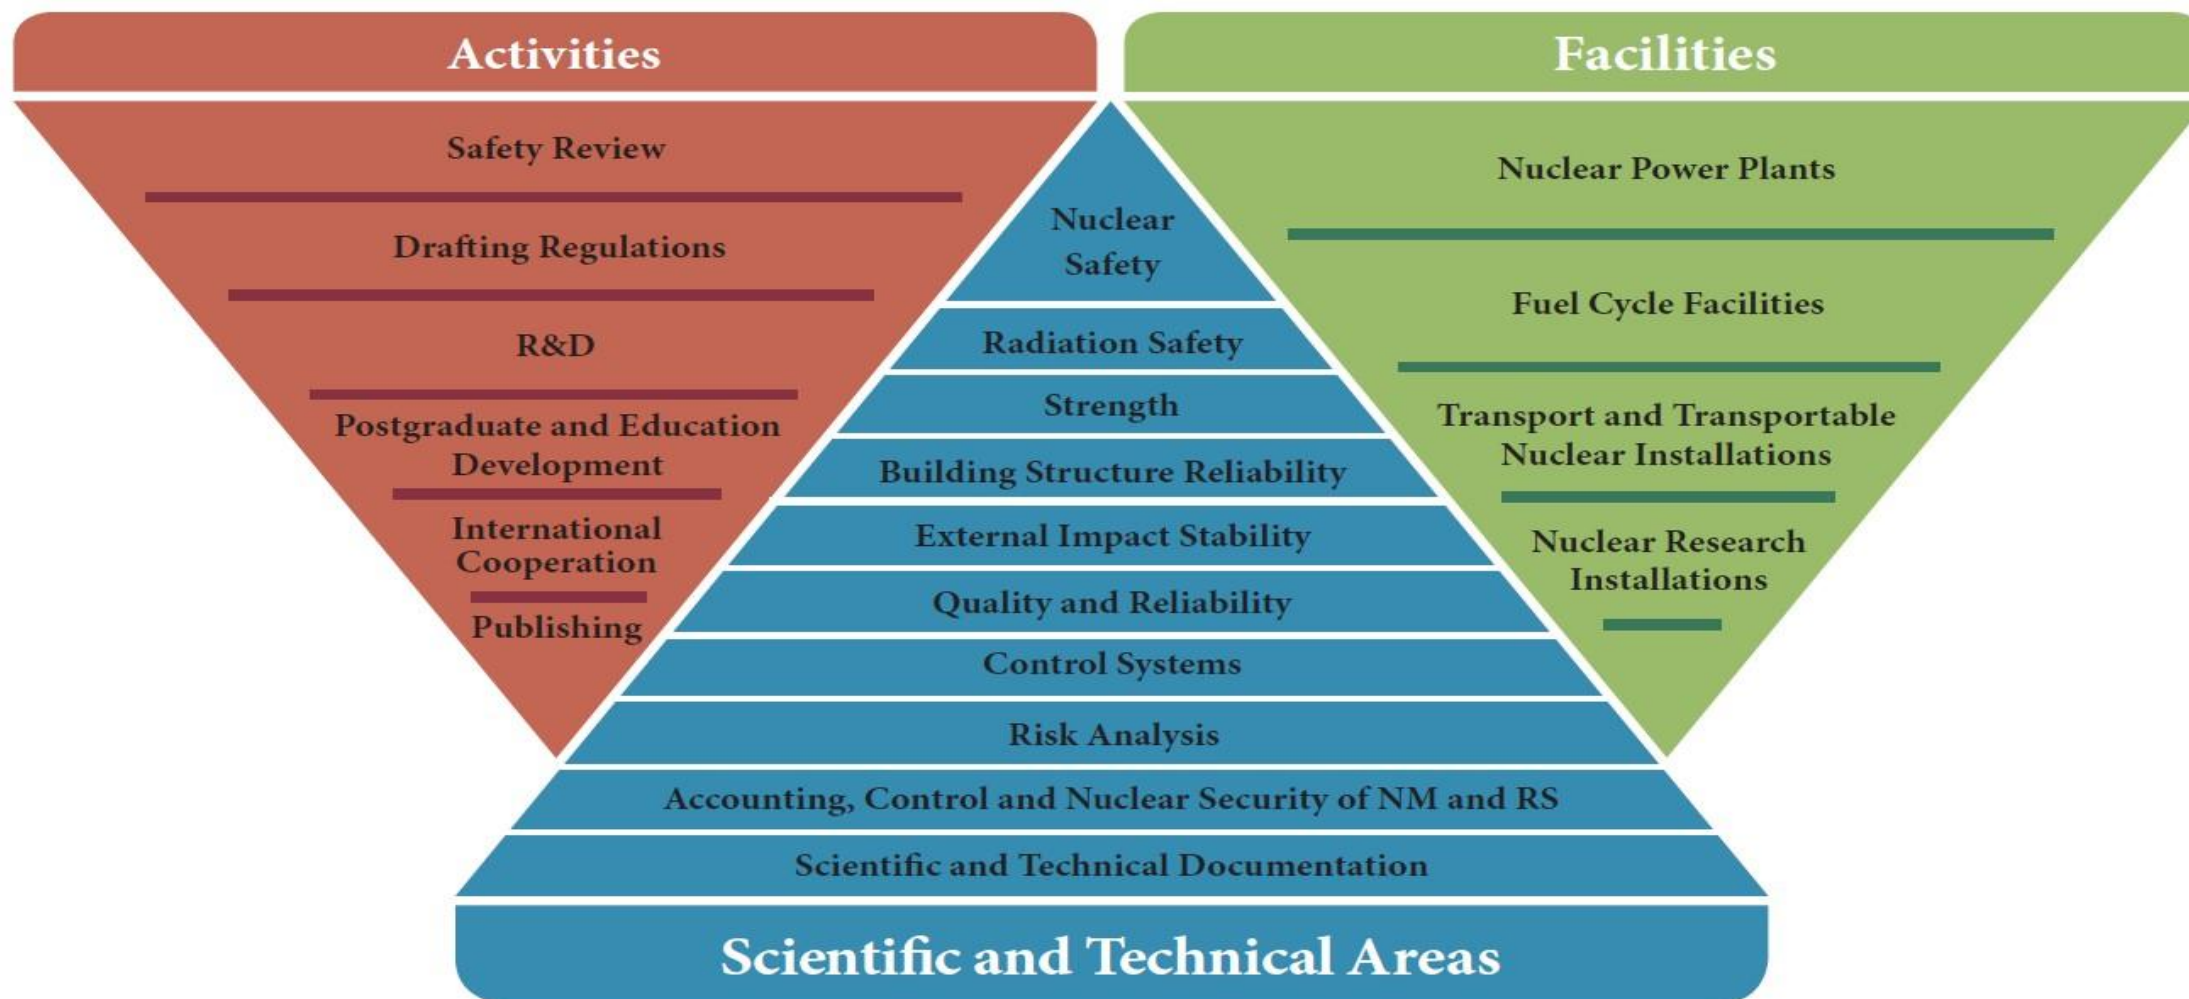 Activities
Safety Review
Drafting Regulations
R&D
Postgraduate and Education
Development
International
Cooperation
Publishing
Facilities
Nuclear Power Plants
Fuel Cycle Facilities
Transport and Transportable
Nuclear Installations
Nuclear Research
Installations
Nuclear
Safety
Radiation Safety
Strength
Building Structure Reliability
External Impact Stability
Quality and Reliability
Control Systems
Risk Analysis
Accounting, Control and Nuclear Security of NM and RS
Scientific and Technical Documentation
Scientific and Technical Areas